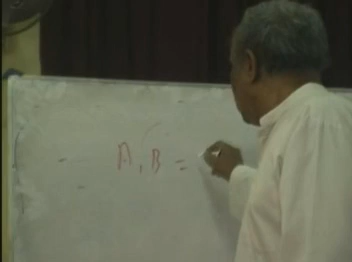 A, B =